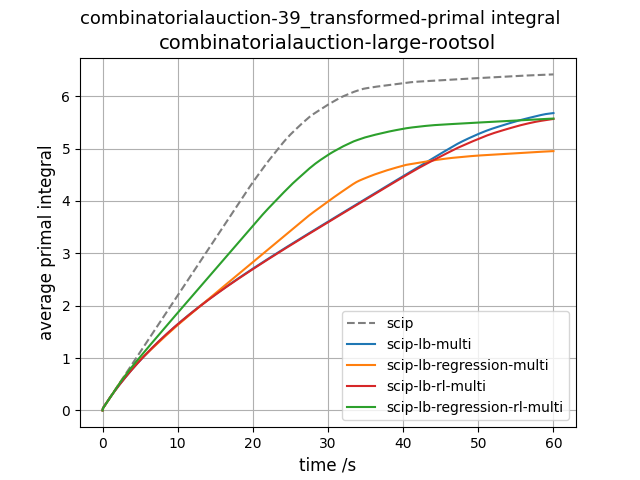 combinatorialauction-39_transformed-primal integral
combinatorialauction-large-rootsol
average primal integral
6
5
4
3
2
1
0
scip
scip-lb-multi
scip-lb-regression-multi
scip-lb-rl-multi
scip-lb-regression-rl-multi
0 10 20 30 40 50 60
time /s